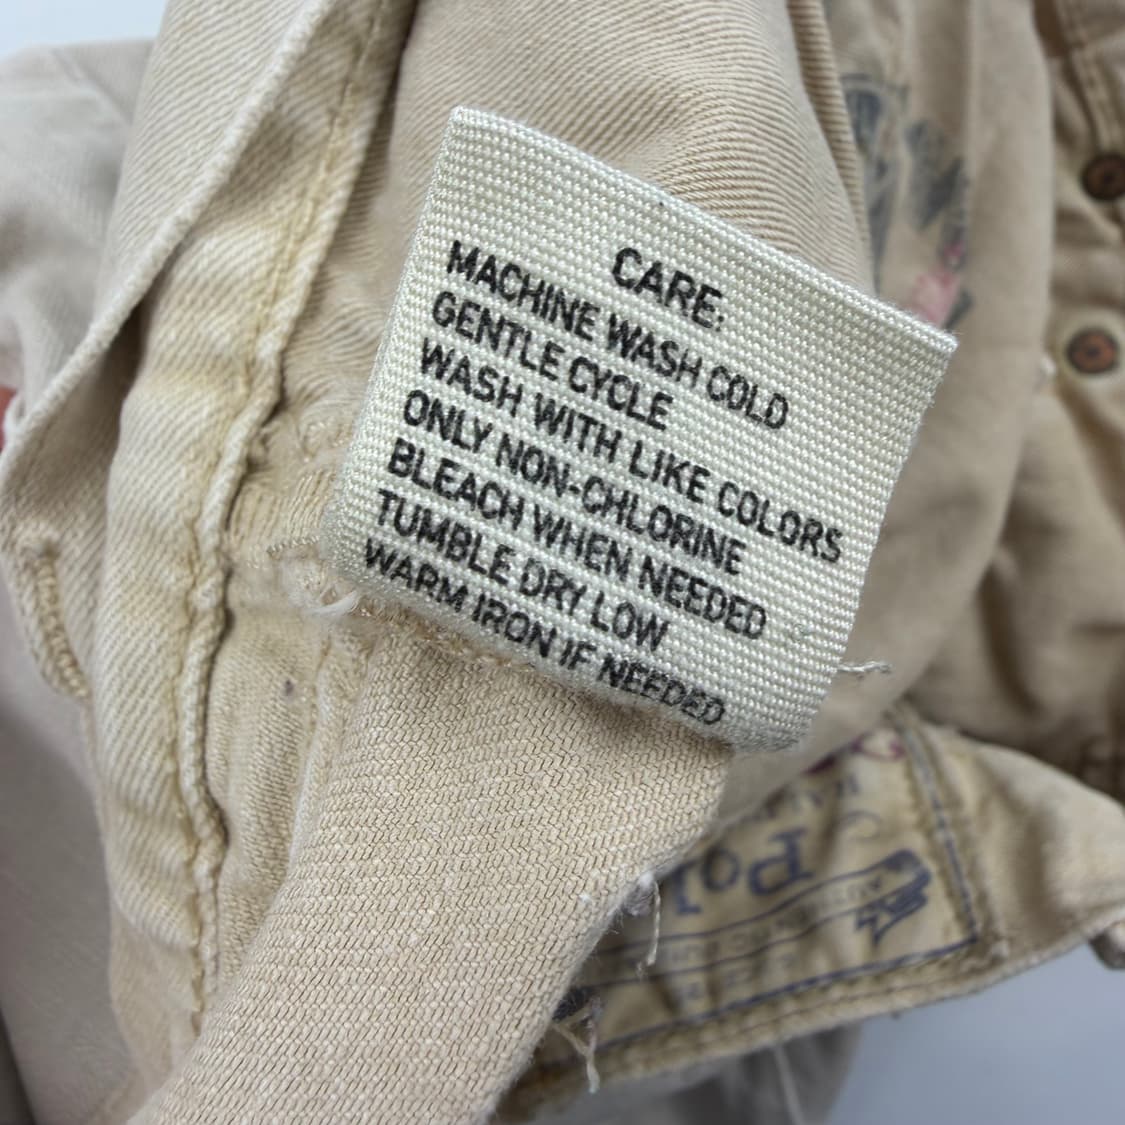 CARE:
MACHINE WASH COLD
GENTLE CYCLE
WASH WITH LIKE COLORS
ONLY NON-CHLORINE
BLEACH WHEN NEEDED
TUMBLE DRY LOW
WARM IRON IF NEEDED
Pol